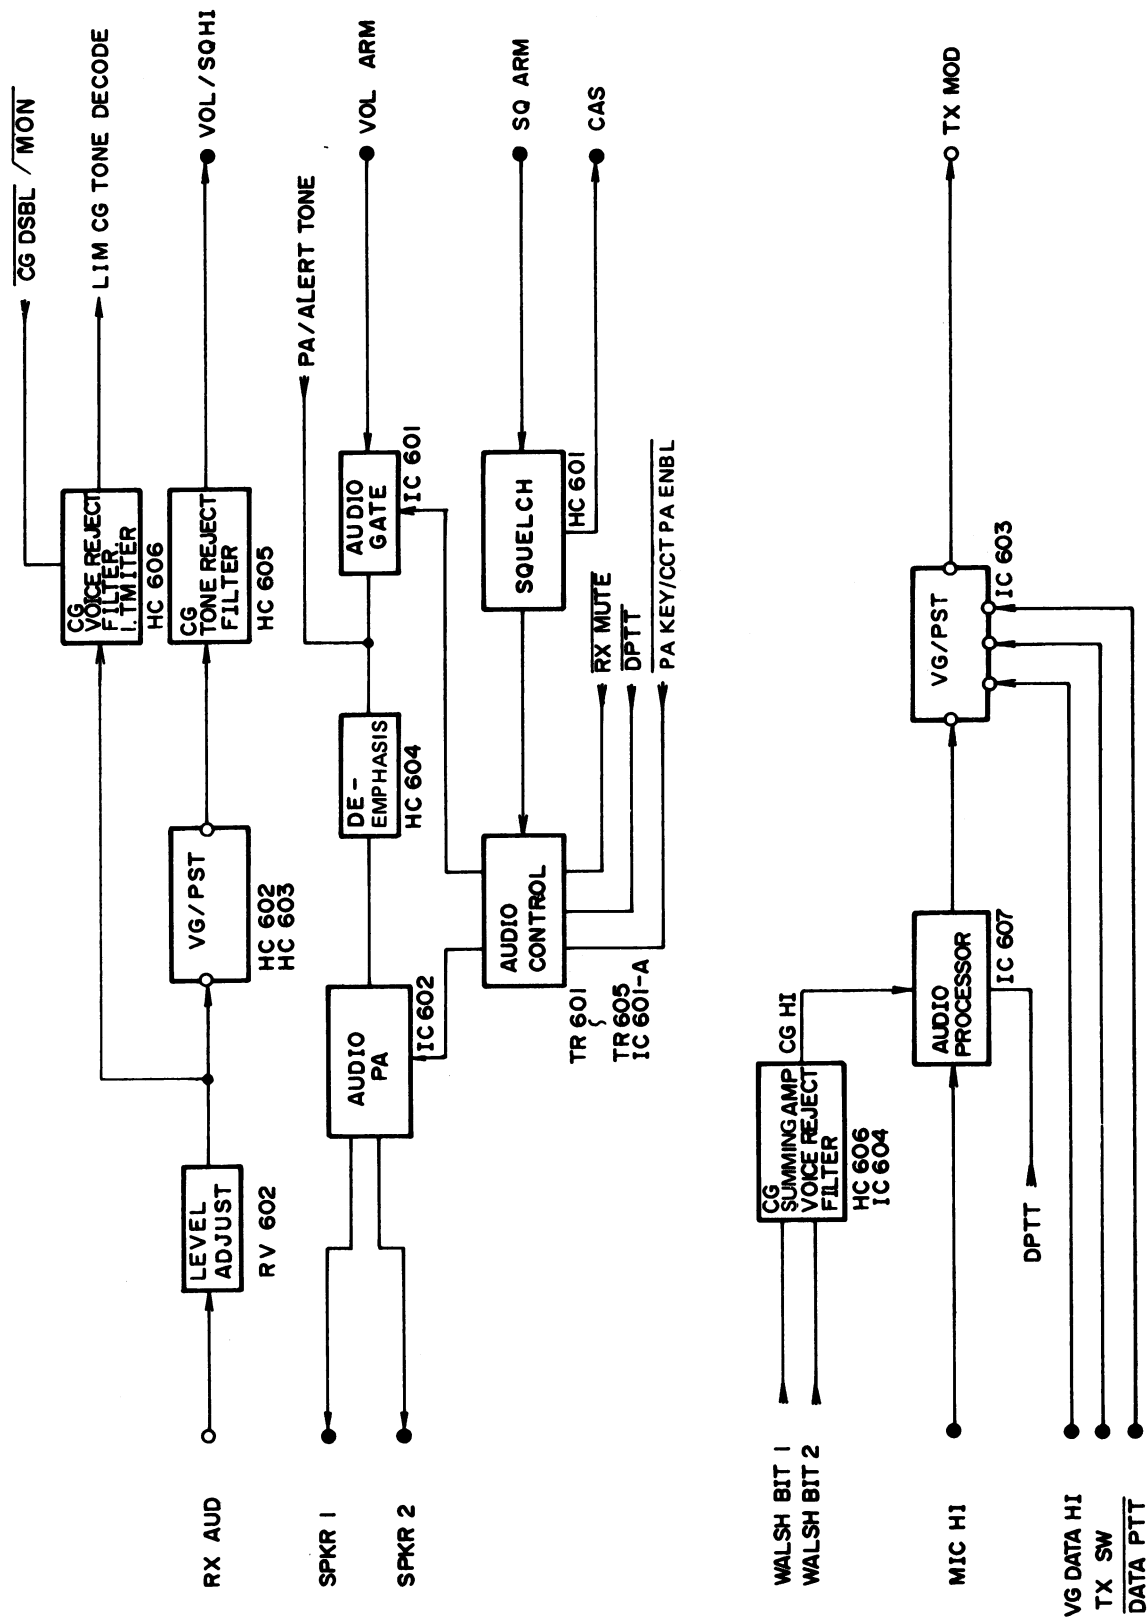 CG DSBL / MON
LIM CG TONE DECODE
VOL/SQHI
CG
VOICE REJECT
FILTER.
HC 606
CG
TONE REJECT
FILTER
HC 605
VG/PST
HC 602
HC 603
LEVEL
ADJUST
RV 602
RX AUD
PA/ALERT TONE
VOL ARM
AUDIO
GATE
IC 601
DE-
EMPHASIS
HC 604
AUDIO
PA
IC 602
SPKR 1
SPKR 2
SQ ARM
CAS
SQUELCH
HC 601
RX MUTE
DPTT
PA KEY/CCT PA ENBL
AUDIO
CONTROL
TR 601
~
TR 605
IC 601-A
WALSH BIT 1
WALSH BIT 2
CG
SUMMING AMP
VOICE REJECT
FILTER
HC 606
IC 604
CG HI
MIC HI
AUDIO
PROCESSOR
IC 607
DPTT
VG/PST
IC 603
TX MOD
VG DATA HI
TX SW
DATA PTT